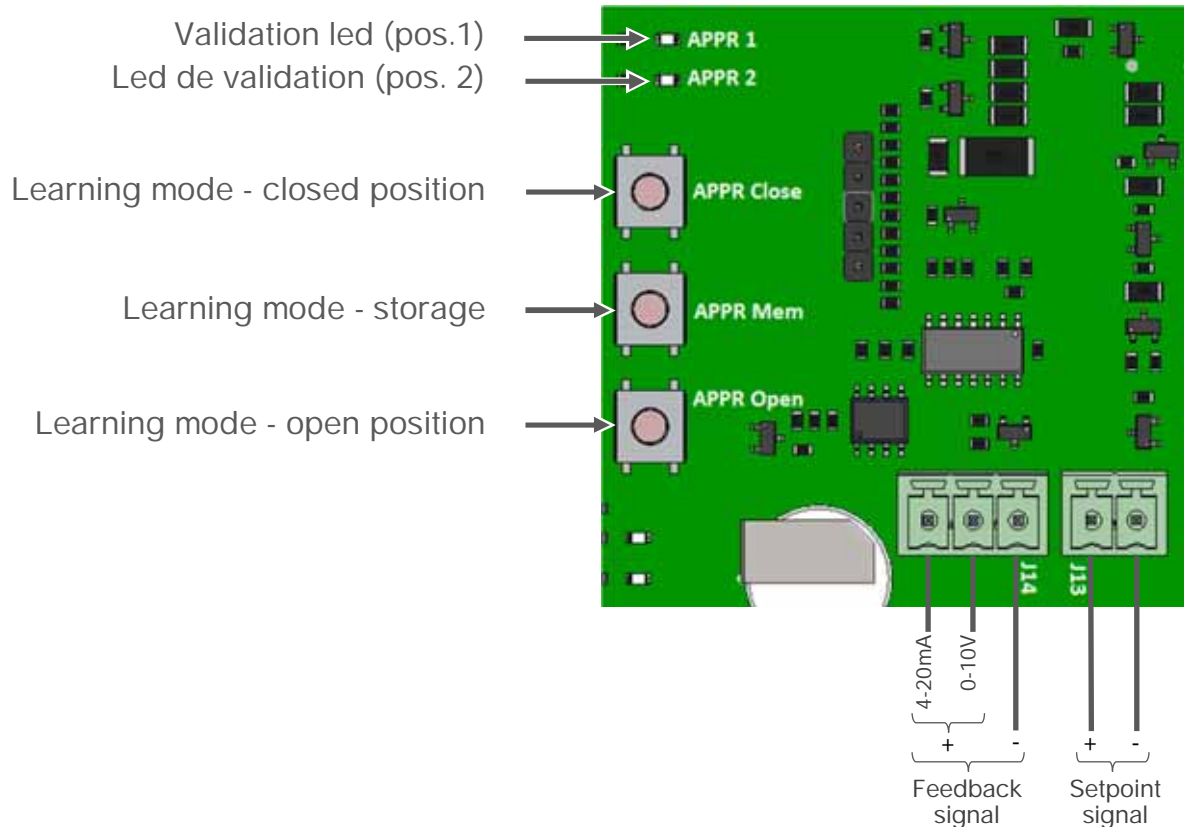 Validation led (pos.1)
APPR 1
Led de validation (pos. 2)
APPR 2
Learning mode - closed position
APPR Close
Learning mode - storage
APPR Mem
Learning mode - open position
APPR Open
J14
J13
4-20mA
0-10V
+
-
+
-
Feedback
signal
Setpoint
signal